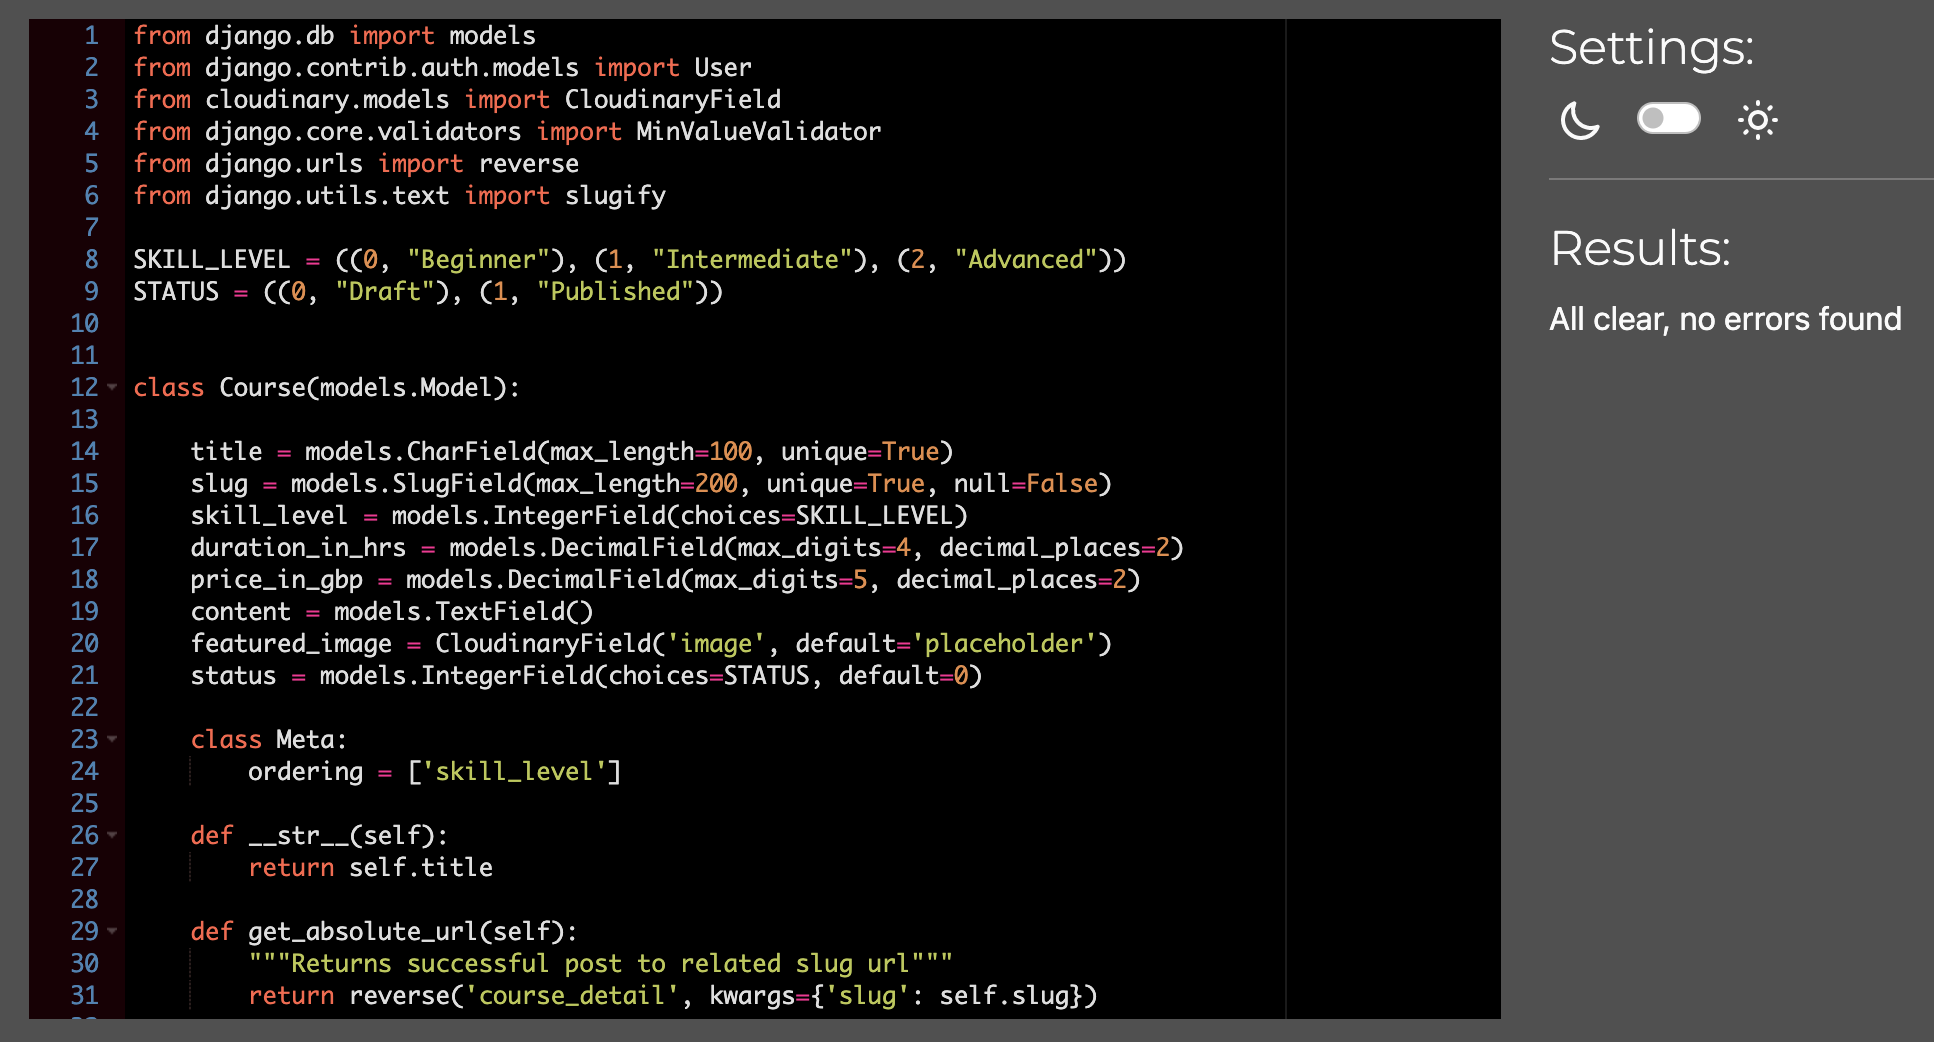 1 from django.db import models
2 from django.contrib.auth.models import User
3 from cloudinary.models import CloudinaryField
4 from django.core.validators import MinValueValidator
5 from django.urls import reverse
6 from django.utils.text import slugify
7
8 SKILL_LEVEL = ((0, "Beginner"), (1, "Intermediate"), (2, "Advanced"))
9 STATUS = ((0, "Draft"), (1, "Published"))
10
11
12 class Course(models.Model):
13
14     title = models.CharField(max_length=100, unique=True)
15     slug = models.SlugField(max_length=200, unique=True, null=False)
16     skill_level = models.IntegerField(choices=SKILL_LEVEL)
17     duration_in_hrs = models.DecimalField(max_digits=4, decimal_places=2)
18     price_in_gbp = models.DecimalField(max_digits=5, decimal_places=2)
19     content = models.TextField()
20     featured_image = CloudinaryField('image', default='placeholder')
21     status = models.IntegerField(choices=STATUS, default=0)
22
23     class Meta:
24         ordering = ['skill_level']
25
26     def __str__(self):
27         return self.title
28
29     def get_absolute_url(self):
30         """Returns successful post to related slug url"""
31         return reverse('course_detail', kwargs={'slug': self.slug})
Settings:
Results:
All clear, no errors found